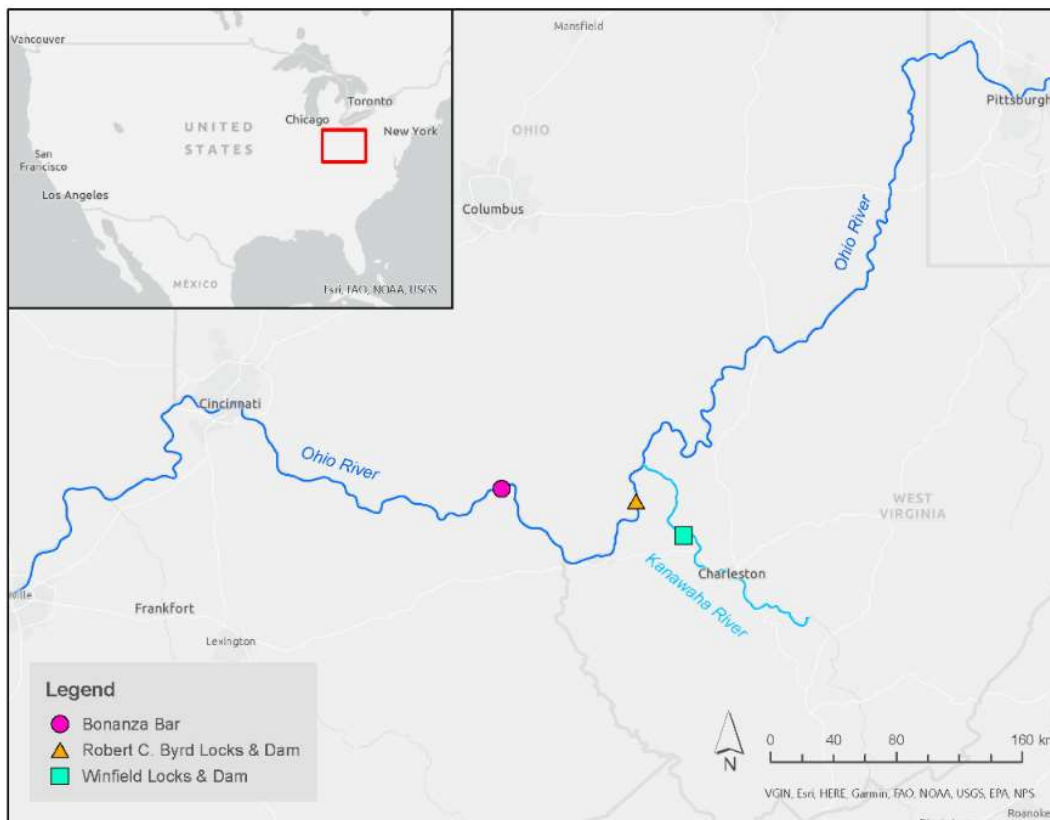 Vancouver
Toronto
Chicago
New York
UNITED
STATES
San
Francisco
Los Angeles
MÉXICO
Esri, FAO, NOAA, USGS
Mansfield
OHIO
Pittsburgh
Columbus
Ohio River
Cincinnati
Ohio River
WEST
VIRGINIA
Kanawaha River
Charleston
ville
Frankfort
Lexington
Legend
Bonanza Bar
Robert C. Byrd Locks & Dam
Winfield Locks & Dam
N
0 40 80 160 km
VGIN, Esri, HERE, Garmin, FAO, NOAA, USGS, EPA, NPS
Roanoke